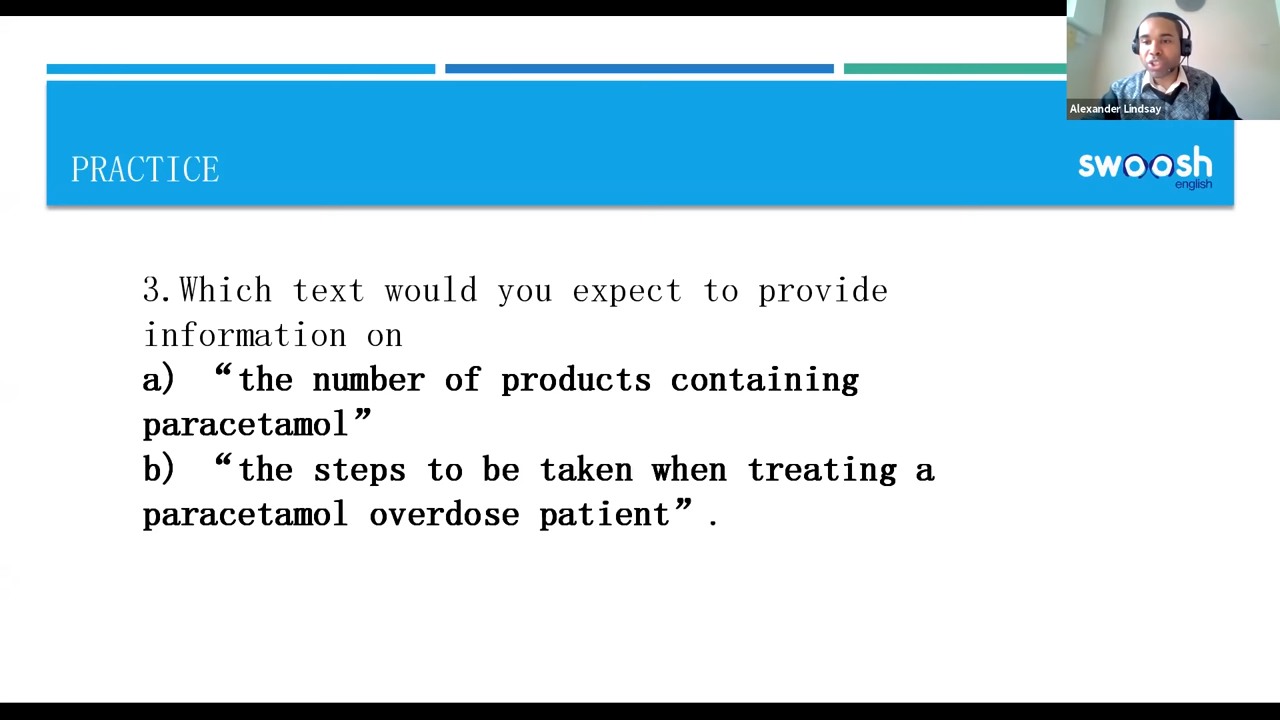 Alexander Lindsay
PRACTICE
swoosh
english
3.Which text would you expect to provide
information on
a) “the number of products containing
paracetamol”
b) “the steps to be taken when treating a
paracetamol overdose patient”.